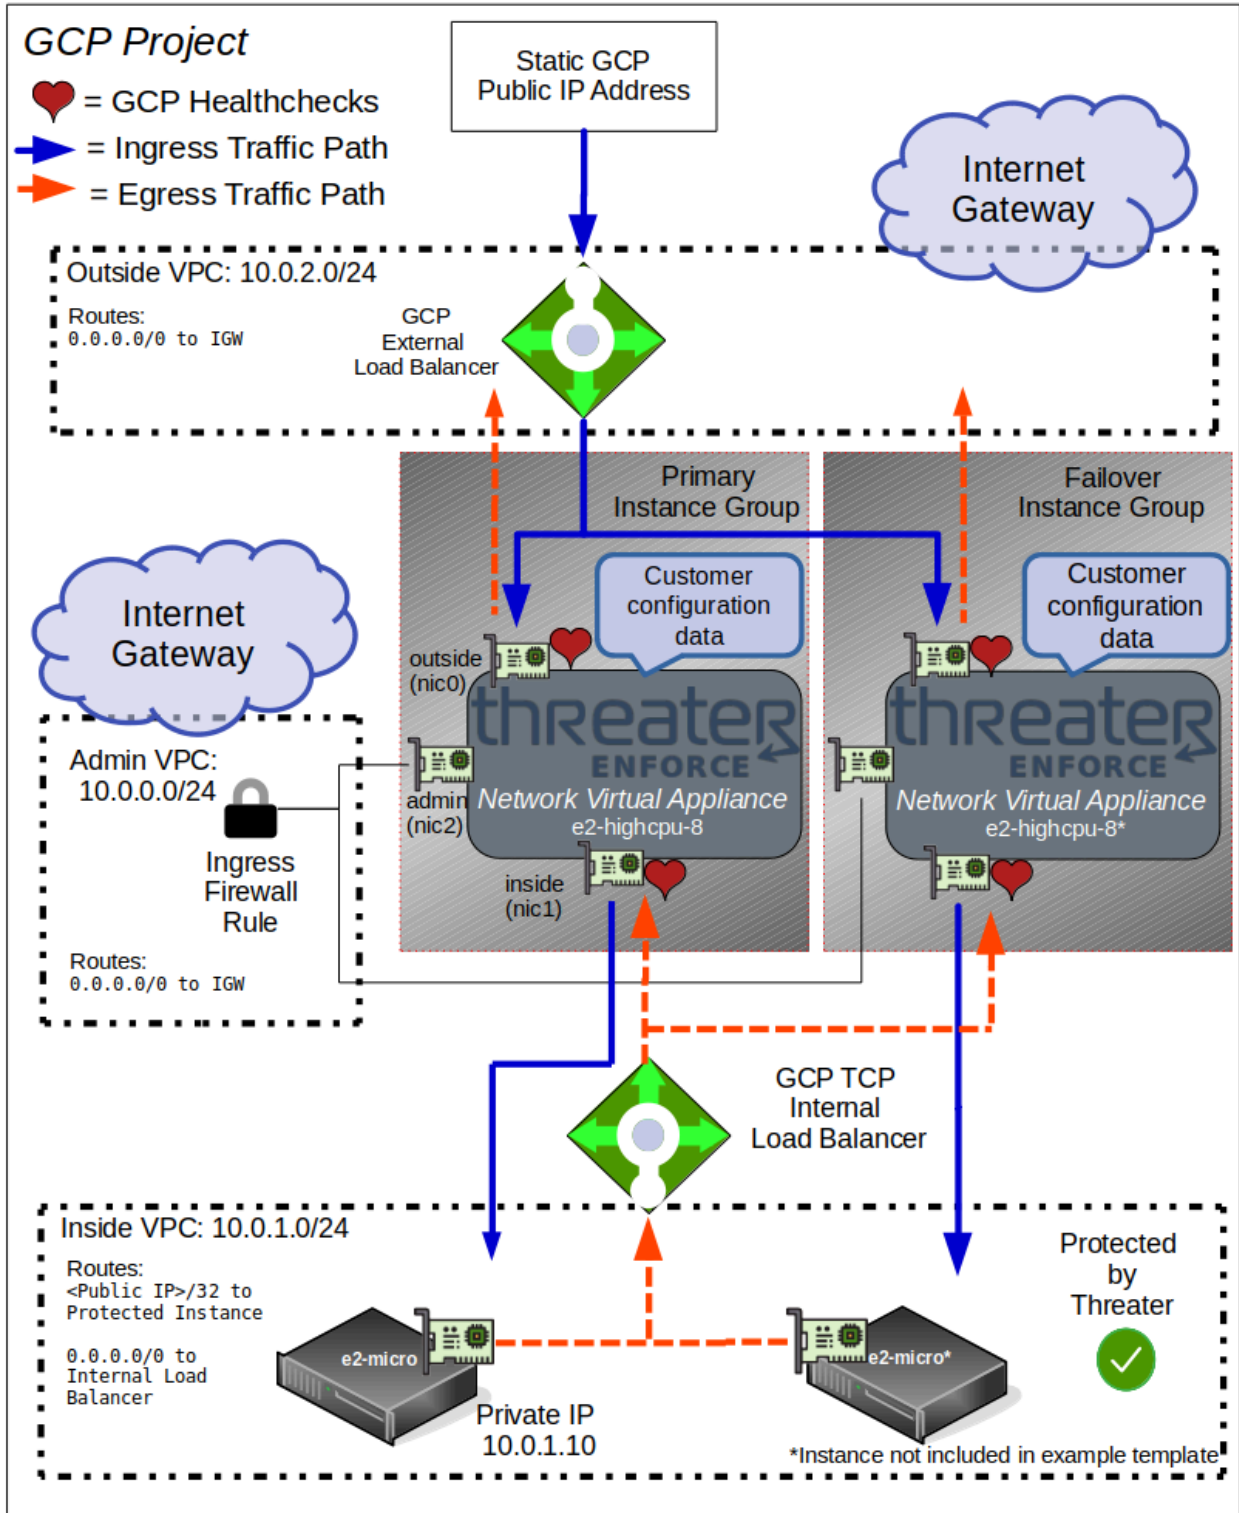 GCP Project
= GCP Healthchecks
= Ingress Traffic Path
= Egress Traffic Path
Static GCP
Public IP Address
Internet
Gateway
Outside VPC: 10.0.2.0/24
Routes:
0.0.0.0/0 to IGW
GCP
External
Load Balancer
Primary
Instance Group
Failover
Instance Group
Customer
configuration
data
Customer
configuration
data
Internet
Gateway
outside
(nic0)
threater
ENFORCE
Network Virtual Appliance
e2-highcpu-8
threater
ENFORCE
Network Virtual Appliance
e2-highcpu-8*
admin
(nic2)
inside
(nic1)
Admin VPC:
10.0.0.0/24
Ingress
Firewall
Rule
Routes:
0.0.0.0/0 to IGW
GCP TCP
Internal
Load Balancer
Inside VPC: 10.0.1.0/24
Routes:
<Public IP>/32 to
Protected Instance
0.0.0.0/0 to
Internal Load
Balancer
e2-micro
Private IP
10.0.1.10
e2-micro*
Protected
by
Threater
*Instance not included in example template